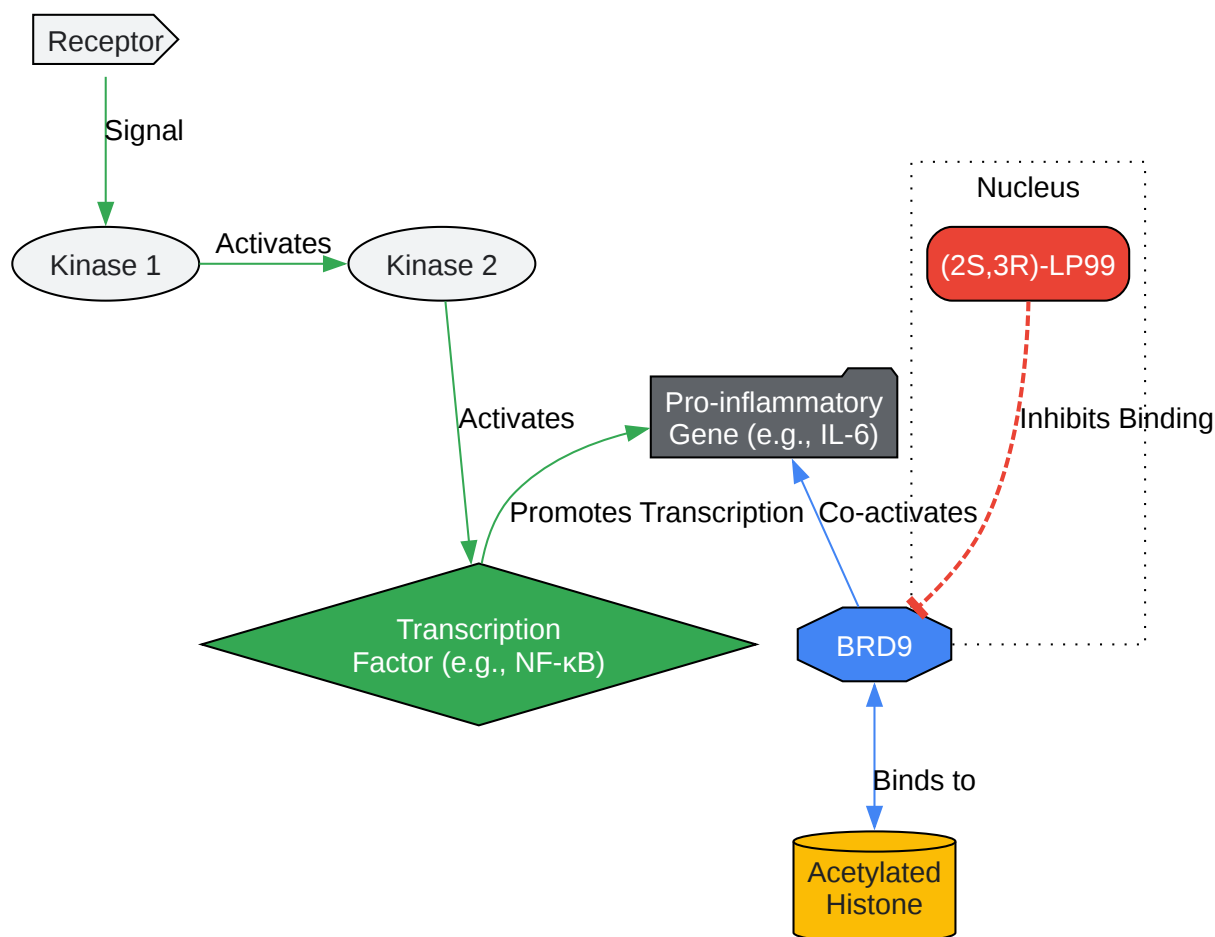 Receptor
Signal
Nucleus
Kinase 1
Activates
Kinase 2
(2S,3R)-LP99
Activates
Pro-inflammatory
Gene (e.g., IL-6)
Inhibits Binding
Promotes Transcription
Co-activates
Transcription
Factor (e.g., NF-κB)
BRD9
Binds to
Acetylated
Histone